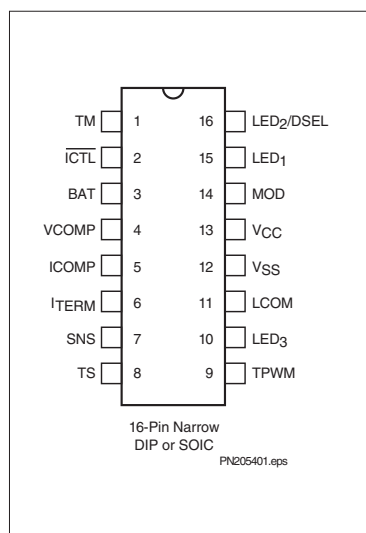 TM 1 16 LED2/DSEL
ICTL 2 15 LED1
BAT 3 14 MOD
VCOMP 4 13 VCC
ICOMP 5 12 VSS
ITERM 6 11 LCOM
SNS 7 10 LED3
TS 8 9 TPWM
16-Pin Narrow
DIP or SOIC
PN205401.eps